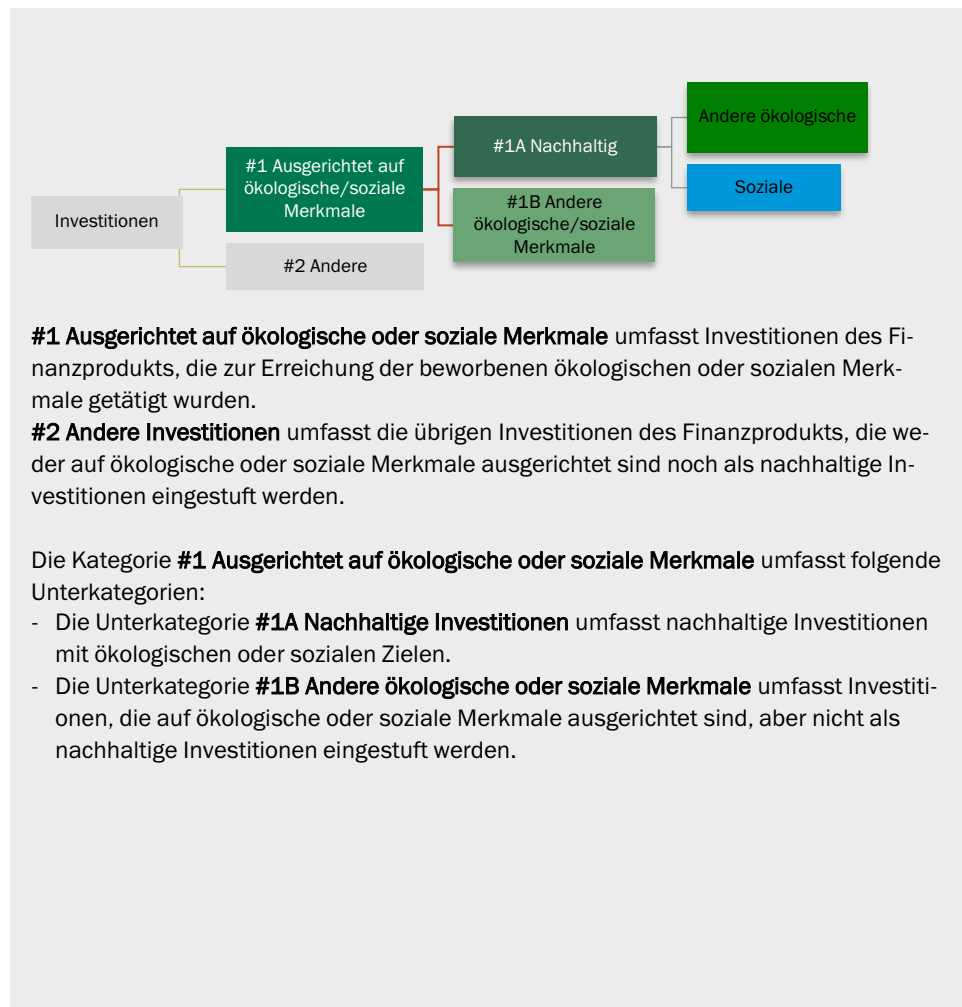 Andere ökologische
#1A Nachhaltig
#1 Ausgerichtet auf
ökologische/soziale
Merkmale
Soziale
#1B Andere
ökologische/soziale
Merkmale
Investitionen
#2 Andere
#1 Ausgerichtet auf ökologische oder soziale Merkmale umfasst Investitionen des Fi-
nanzprodukts, die zur Erreichung der beworbenen ökologischen oder sozialen Merk-
male getätigt wurden.
#2 Andere Investitionen umfasst die übrigen Investitionen des Finanzprodukts, die we-
der auf ökologische oder soziale Merkmale ausgerichtet sind noch als nachhaltige In-
vestitionen eingestuft werden.
Die Kategorie #1 Ausgerichtet auf ökologische oder soziale Merkmale umfasst folgende
Unterkategorien:
- Die Unterkategorie #1A Nachhaltige Investitionen umfasst nachhaltige Investitionen
mit ökologischen oder sozialen Zielen.
- Die Unterkategorie #1B Andere ökologische oder soziale Merkmale umfasst Investiti-
onen, die auf ökologische oder soziale Merkmale ausgerichtet sind, aber nicht als
nachhaltige Investitionen eingestuft werden.